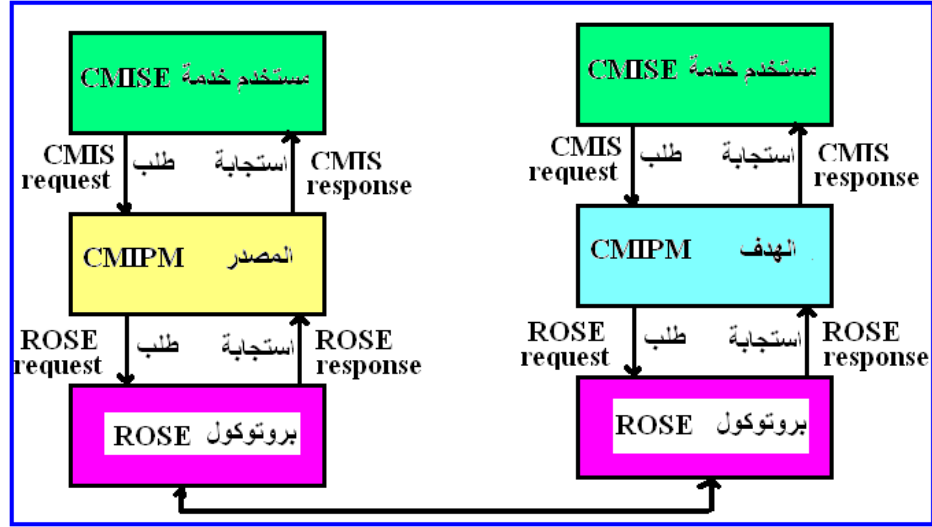 مستخدم خدمة CMISE
CMIS
request
طلب
استجابة
CMIS
response
المصدر CMIPM
ROSE
request
طلب
استجابة
ROSE
response
بروتوكول ROSE
مستخدم خدمة CMISE
CMIS
request
طلب
استجابة
CMIS
response
الهدف CMIPM
ROSE
request
طلب
استجابة
ROSE
response
بروتوكول ROSE